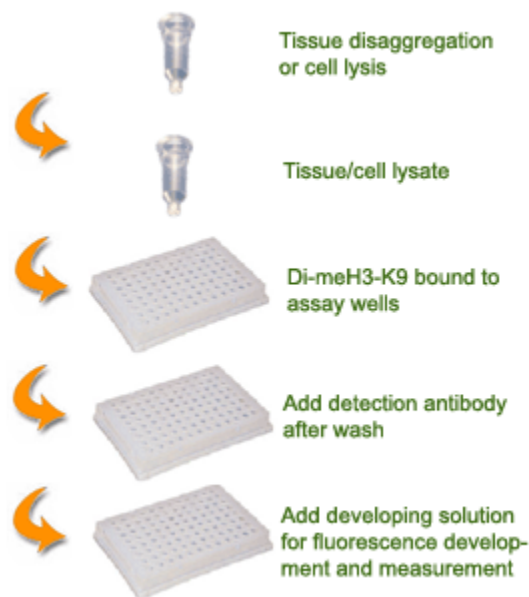 Tissue disaggregation
or cell lysis
Tissue/cell lysate
Di-meH3-K9 bound to
assay wells
Add detection antibody
after wash
Add developing solution
for fluorescence develop-
ment and measurement